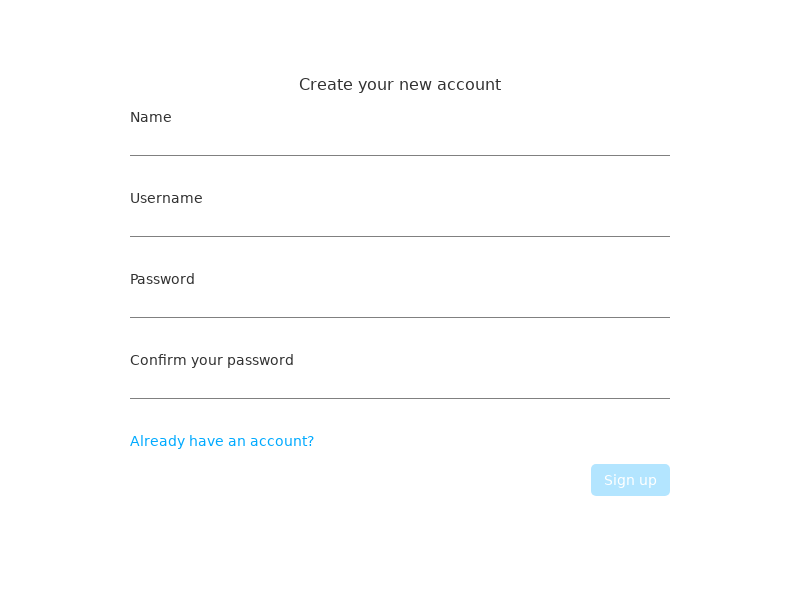 Create your new account
Name
Username
Password
Confirm your password
Already have an account?
Sign up